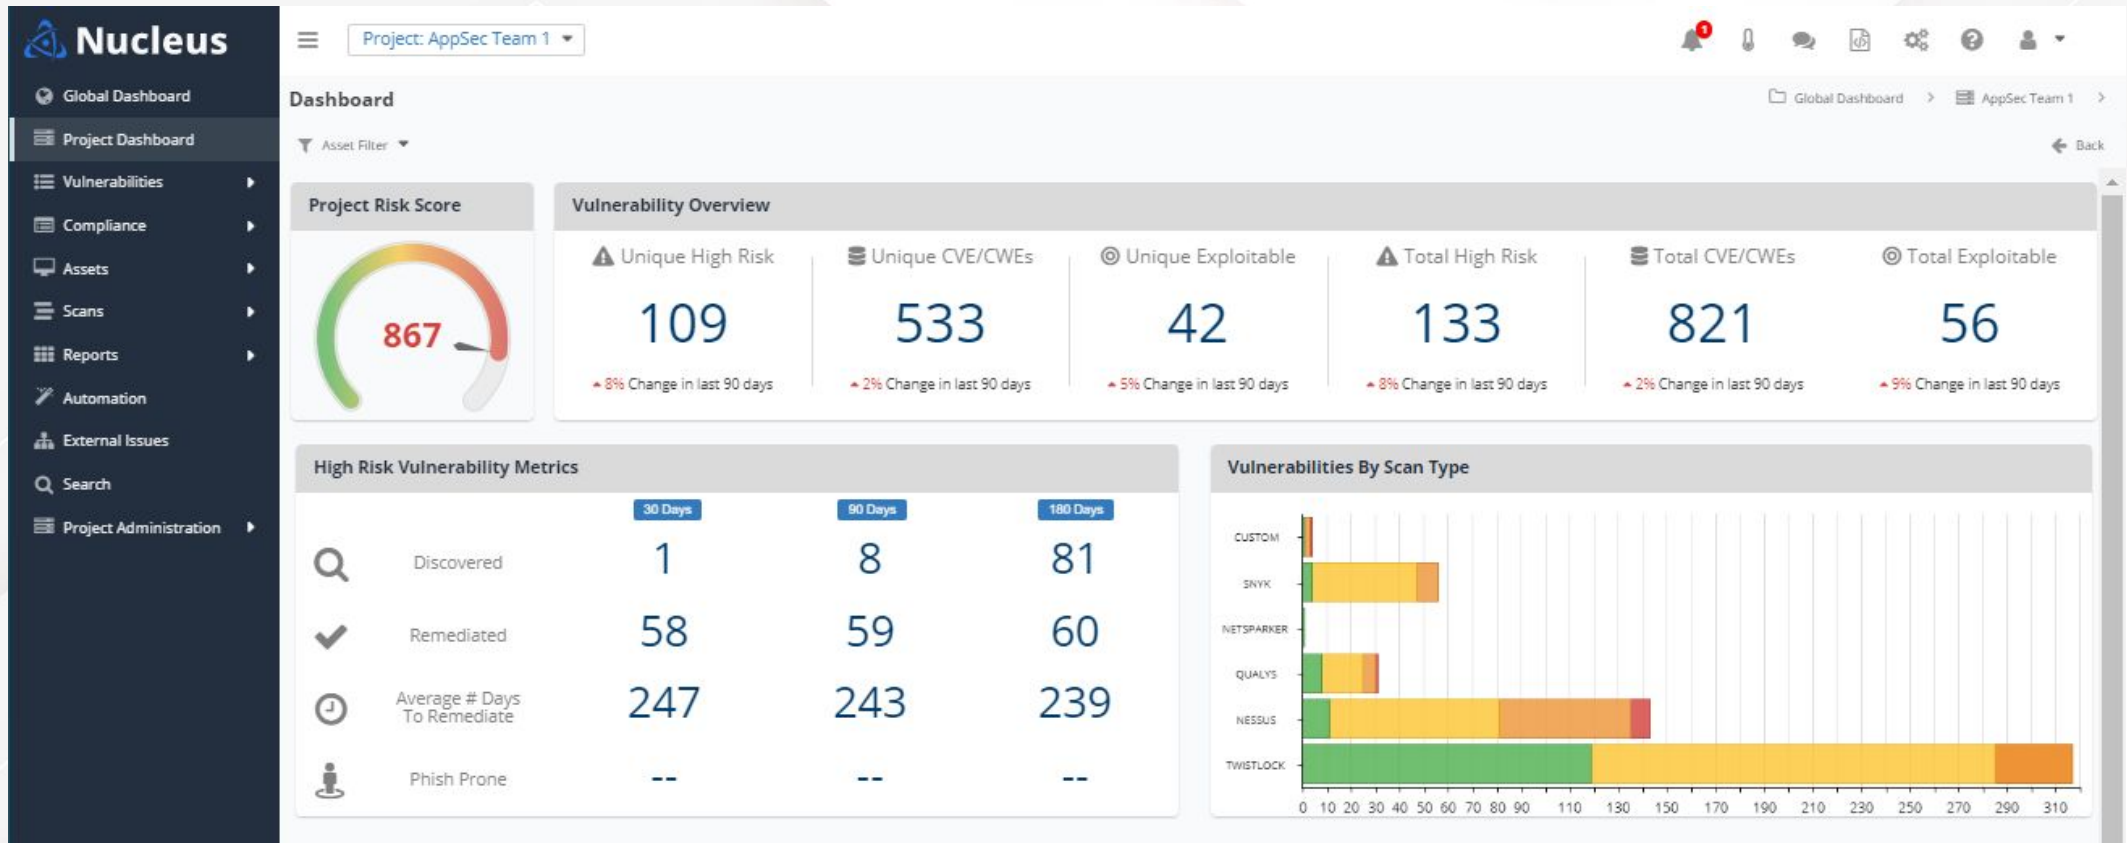 Nucleus
Project: AppSec Team 1
1
Global Dashboard
Project Dashboard
Vulnerabilities
Compliance
Assets
Scans
Reports
Automation
External Issues
Search
Project Administration
Dashboard
Global Dashboard > AppSec Team 1 >
Asset Filter
Back
Project Risk Score
867
Vulnerability Overview
Unique High Risk
109
8% Change in last 90 days
Unique CVE/CWEs
533
2% Change in last 90 days
Unique Exploitable
42
5% Change in last 90 days
Total High Risk
133
8% Change in last 90 days
Total CVE/CWEs
821
2% Change in last 90 days
Total Exploitable
56
9% Change in last 90 days
High Risk Vulnerability Metrics
30 Days 90 Days 180 Days
Discovered 1 8 81
Remediated 58 59 60
Average # Days
To Remediate 247 243 239
Phish Prone -- -- --
Vulnerabilities By Scan Type
CUSTOM
SNYK
NETSPARKER
QUALYS
NESSUS
TWISTLOCK
0 10 20 30 40 50 60 70 80 90 110 130 150 170 190 210 230 250 270 290 310